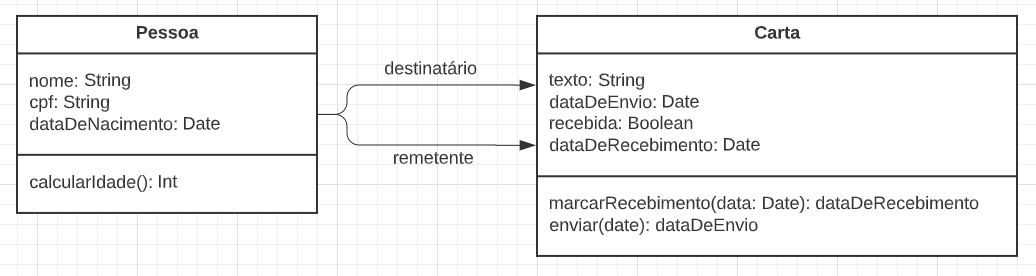 Pessoa
nome: String
cpf: String
dataDeNacimento: Date
calcularIdade(): Int
destinatário
remetente
Carta
texto: String
dataDeEnvio: Date
recebida: Boolean
dataDeRecebimento: Date
marcarRecebimento(data: Date): dataDeRecebimento
enviar(date): dataDeEnvio